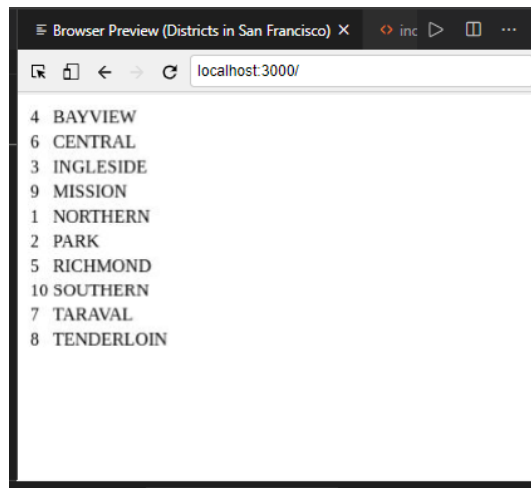 Browser Preview (Districts in San Francisco)
inc
localhost:3000/
4 BAYVIEW
6 CENTRAL
3 INGLESIDE
9 MISSION
1 NORTHERN
2 PARK
5 RICHMOND
10 SOUTHERN
7 TARAVAL
8 TENDERLOIN